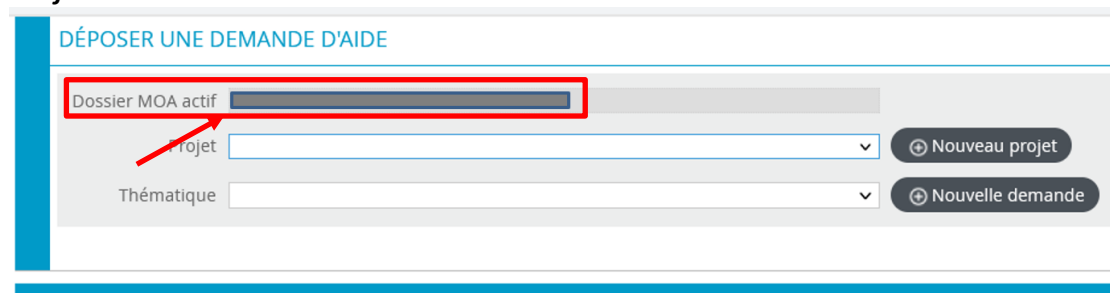 DÉPOSER UNE DEMANDE D'AIDE
Dossier MOA actif
Projet Nouveau projet
Thématique Nouvelle demande